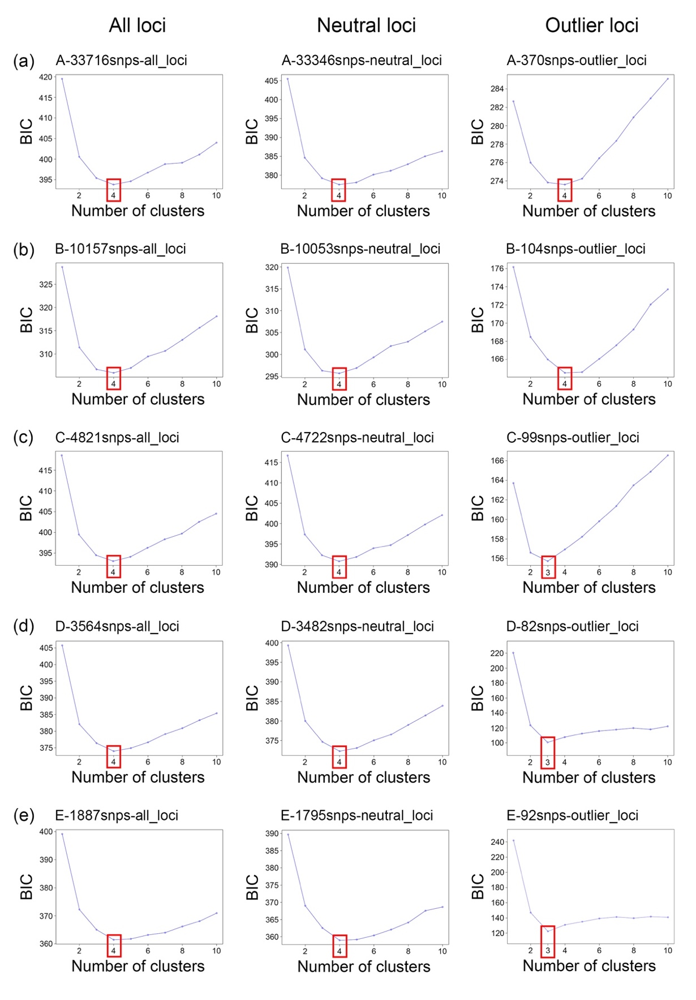 All loci Neutral loci Outlier loci
(a) A-33716snps-all_loci A-33346snps-neutral_loci A-370snps-outlier_loci
420 415 410 405 400 395
BIC
2 4 6 8 10
Number of clusters
405 400 395 390 385 380
BIC
2 4 6 8 10
Number of clusters
284 282 280 278 276 274
BIC
2 4 6 8 10
Number of clusters
(b) B-10157snps-all_loci B-10053snps-neutral_loci B-104snps-outlier_loci
325 320 315 310
BIC
2 4 6 8 10
Number of clusters
320 315 310 305 300 295
BIC
2 4 6 8 10
Number of clusters
176 174 172 170 168 166
BIC
2 4 6 8 10
Number of clusters
(c) C-4821snps-all_loci C-4722snps-neutral_loci C-99snps-outlier_loci
415 410 405 400 395
BIC
2 4 6 8 10
Number of clusters
415 410 405 400 395 390
BIC
2 4 6 8 10
Number of clusters
166 164 162 160 158 156
BIC
2 3 4 6 8 10
Number of clusters
(d) D-3564snps-all_loci D-3482snps-neutral_loci D-82snps-outlier_loci
405 400 395 390 385 380 375
BIC
2 4 6 8 10
Number of clusters
400 395 390 385 380 375
BIC
2 4 6 8 10
Number of clusters
220 200 180 160 140 120 100
BIC
2 3 4 6 8 10
Number of clusters
(e) E-1887snps-all_loci E-1795snps-neutral_loci E-92snps-outlier_loci
400 390 380 370 360
BIC
2 4 6 8 10
Number of clusters
390 385 380 375 370 365 360
BIC
2 4 6 8 10
Number of clusters
240 220 200 180 160 140 120
BIC
2 3 4 6 8 10
Number of clusters